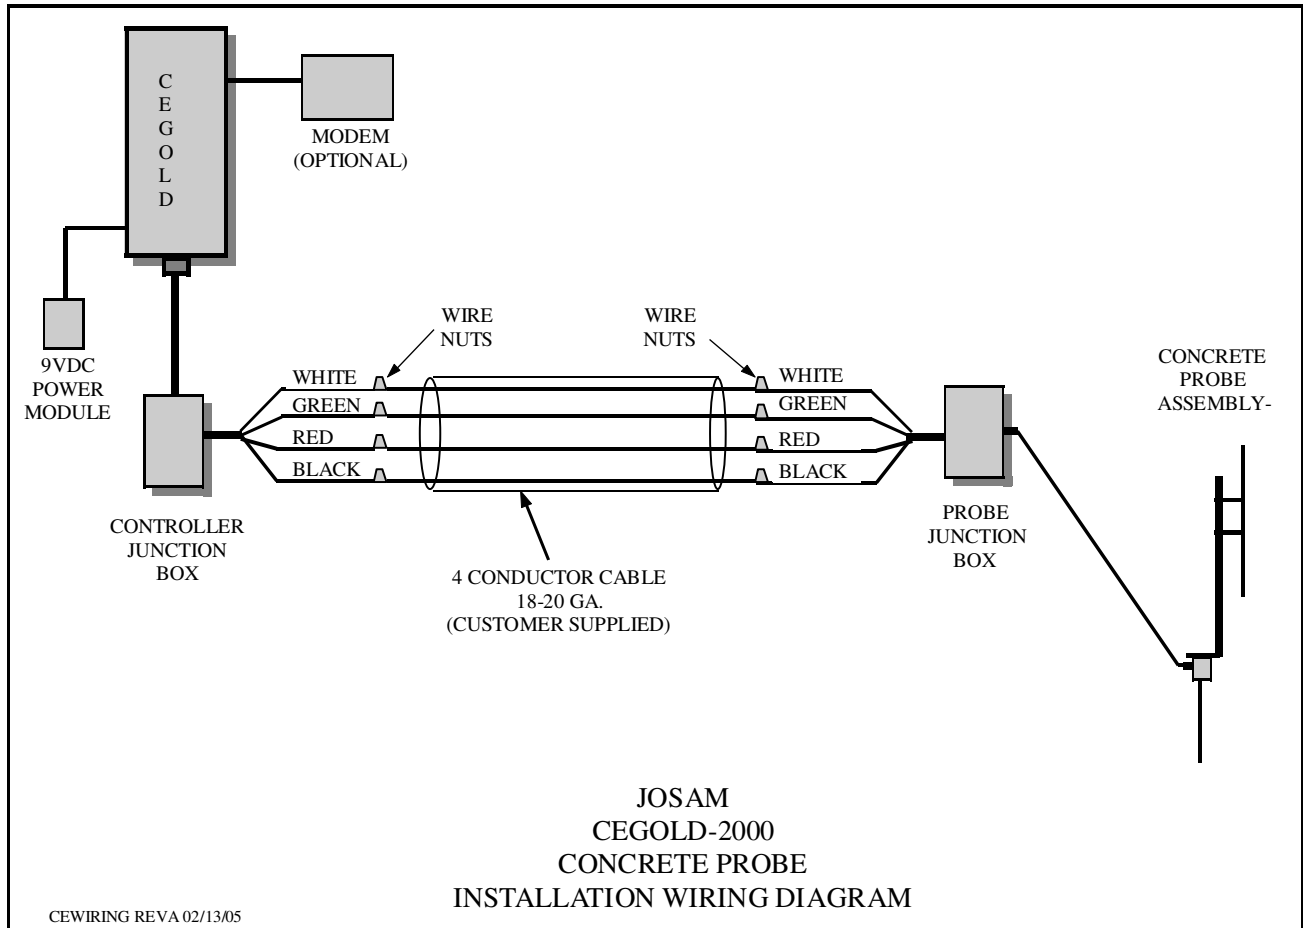 C
E
G
O
L
D
MODEM
(OPTIONAL)
9VDC
POWER
MODULE
WIRE
NUTS
WIRE
NUTS
CONCRETE
PROBE
ASSEMBLY-
WHITE
GREEN
RED
BLACK
WHITE
GREEN
RED
BLACK
CONTROLLER
JUNCTION
BOX
PROBE
JUNCTION
BOX
4 CONDUCTOR CABLE
18-20 GA.
(CUSTOMER SUPPLIED)
JOSAM
CEGOLD-2000
CONCRETE PROBE
INSTALLATION WIRING DIAGRAM
CEWIRING REVA 02/13/05